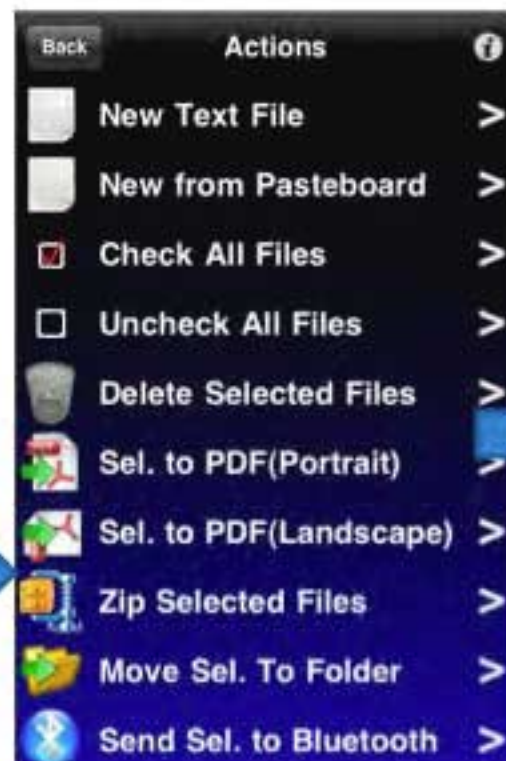 Back
Actions
New Text File
>
New from Pasteboard
>
Check All Files
>
Uncheck All Files
>
Delete Selected Files
>
Sel. to PDF(Portrait)
>
Sel. to PDF(Landscape)
>
Zip Selected Files
>
Move Sel. To Folder
>
Send Sel. to Bluetooth
>